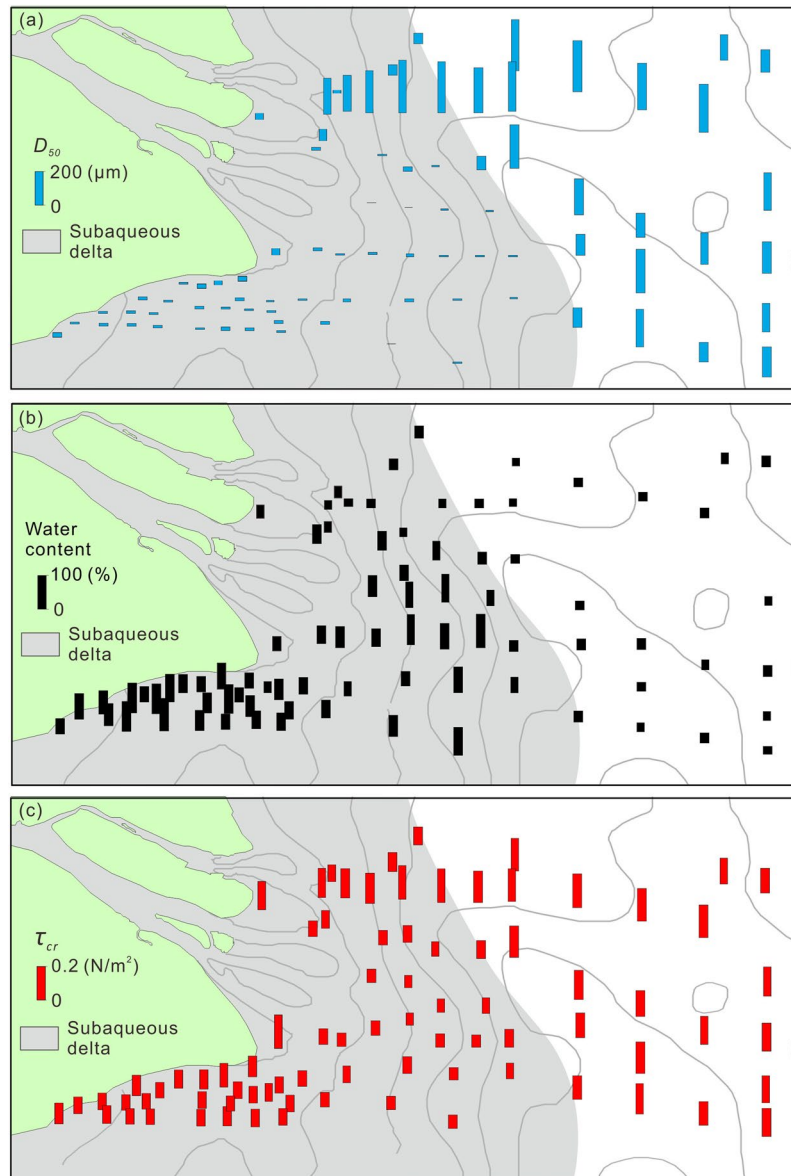 (a)
D₅₀
200 (μm)
0
Subaqueous
delta
(b)
Water
content
100 (%)
0
Subaqueous
delta
(c)
τcr
0.2 (N/m²)
0
Subaqueous
delta